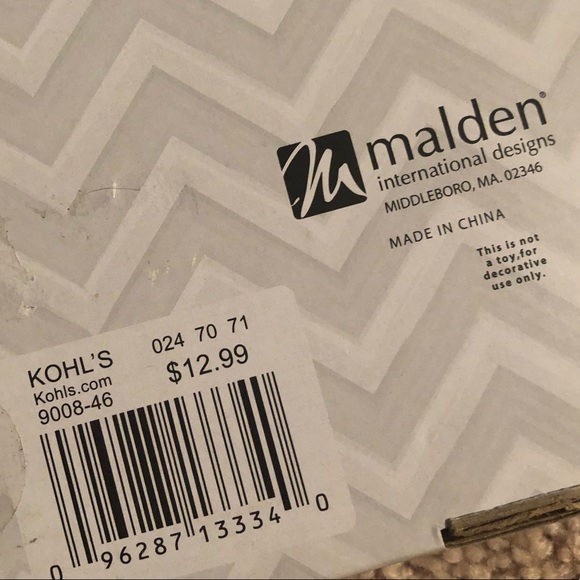 malden®
international designs
MIDDLEBORO, MA. 02346
MADE IN CHINA
This is not
a toy,for
decorative
use only.
024 70 71
KOHL'S
$12.99
Kohls.com
9008-46
0 96287 13334 0